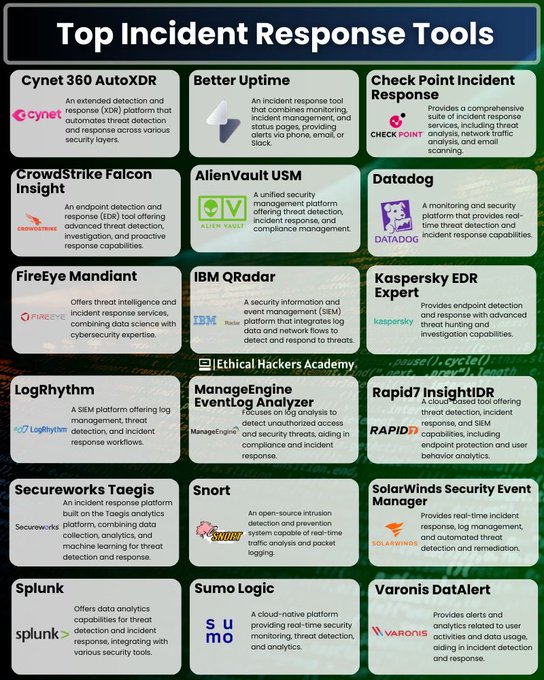 Top Incident Response Tools
Cynet 360 AutoXDR
cynet
An extended detection and
response (XDR) platform that
automates threat detection
and response across various
security layers.
Better Uptime
An incident response tool
that combines monitoring,
incident management, and
status pages, providing
alerts via phone, email, or
Slack.
Check Point Incident
Response
CHECK POINT
Provides a comprehensive
suite of incident response
services, including threat
analysis, network traffic
analysis, and email
scanning.
CrowdStrike Falcon
Insight
CROWDSTRIKE
An endpoint detection and
response (EDR) tool offering
advanced threat detection,
investigation, and proactive
response capabilities.
AlienVault USM
ALIEN VAULT
A unified security
management platform
offering threat detection,
incident response, and
compliance management.
Datadog
DATADOG
A monitoring and security
platform that provides real-
time threat detection and
incident response capabilities.
FireEye Mandiant
FIREEYE
Offers threat intelligence and
incident response services,
combining data science with
cybersecurity expertise.
IBM QRadar
IBM QRadar
A security information and
event management (SIEM)
platform that integrates log
data and network flows to
detect and respond to threats.
Kaspersky EDR
Expert
kaspersky
Provides endpoint detection
and response with advanced
threat hunting and
investigation capabilities.
|Ethical Hackers Academy
LogRhythm
LogRhythm
A SIEM platform offering log
management, threat
detection, and incident
response workflows.
ManageEngine
EventLog Analyzer
ManageEngine
Focuses on log analysis to
detect unauthorized access
and security threats, aiding in
compliance and incident
response.
Rapid7 InsightIDR
RAPID7
A cloud-based tool offering
threat detection, incident
response, and SIEM
capabilities, including
endpoint protection and user
behavior analytics.
Secureworks Taegis
Secureworks
An incident response platform
built on the Taegis analytics
platform, combining data
collection, analytics, and
machine learning for threat
detection and response.
Snort
SNORT
An open-source intrusion
detection and prevention
system capable of real-time
traffic analysis and packet
logging.
SolarWinds Security Event
Manager
SOLARWINDS
Provides real-time incident
response, log management,
and automated threat
detection and remediation.
Splunk
splunk>
Offers data analytics
capabilities for threat
detection and incident
response, integrating with
various security tools.
Sumo Logic
su
mo
A cloud-native platform
providing real-time security
monitoring, threat detection,
and analytics.
Varonis DatAlert
VARONIS
Provides alerts and
analytics related to user
activities and data usage,
aiding in incident detection
and response.